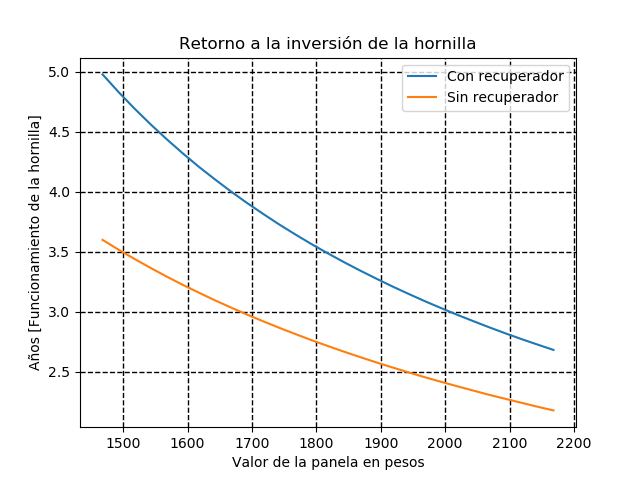 Retorno a la inversión de la hornilla
Con recuperador
Sin recuperador
Años [Funcionamiento de la hornilla]
5.0
4.5
4.0
3.5
3.0
2.5
1500 1600 1700 1800 1900 2000 2100 2200
Valor de la panela en pesos